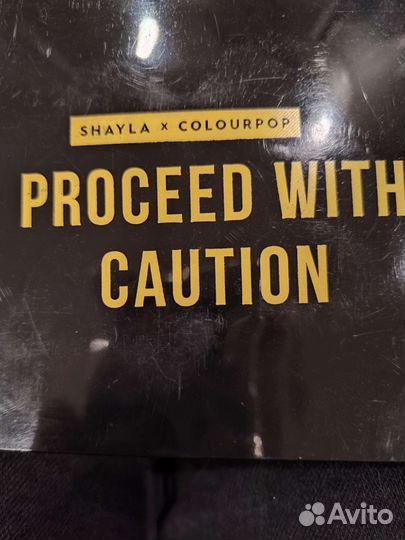 SHAYLA x COLOURPOP
PROCEED WITH
CAUTION
Avito